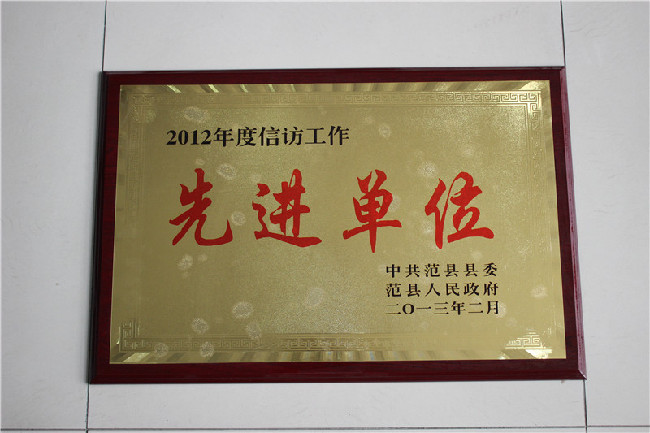 2012年度信访工作
先进单位
中共范县县委
范县人民政府
二〇一三年二月